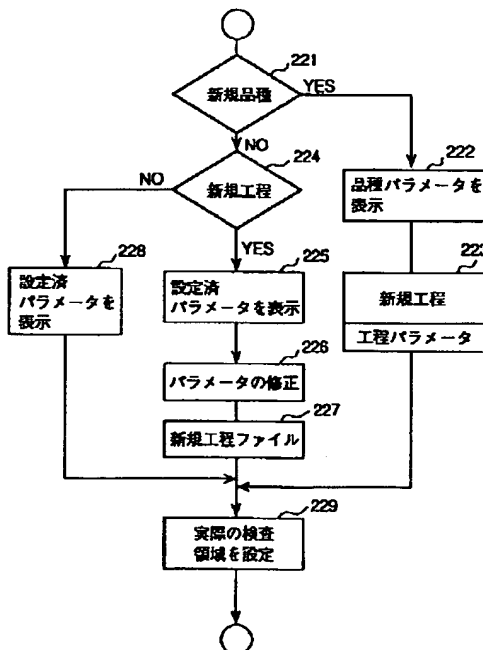 221
新規品種
YES
NO
224
新規工程
NO
YES
222
品種パラメータを
表示
223
新規工程
工程パラメータ
228
設定済
パラメータを
表示
225
設定済
パラメータを表示
226
パラメータの修正
227
新規工程ファイル
229
実際の検査
領域を設定